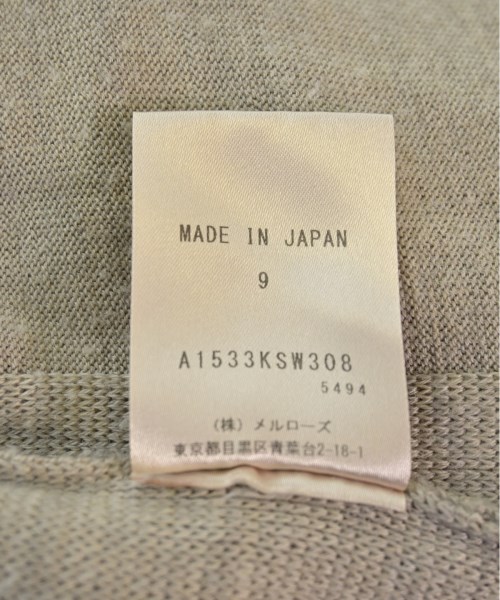 MADE IN JAPAN
9
A1533KSW308
5494
(株) メルローズ
東京都目黒区青葉台2-18-1